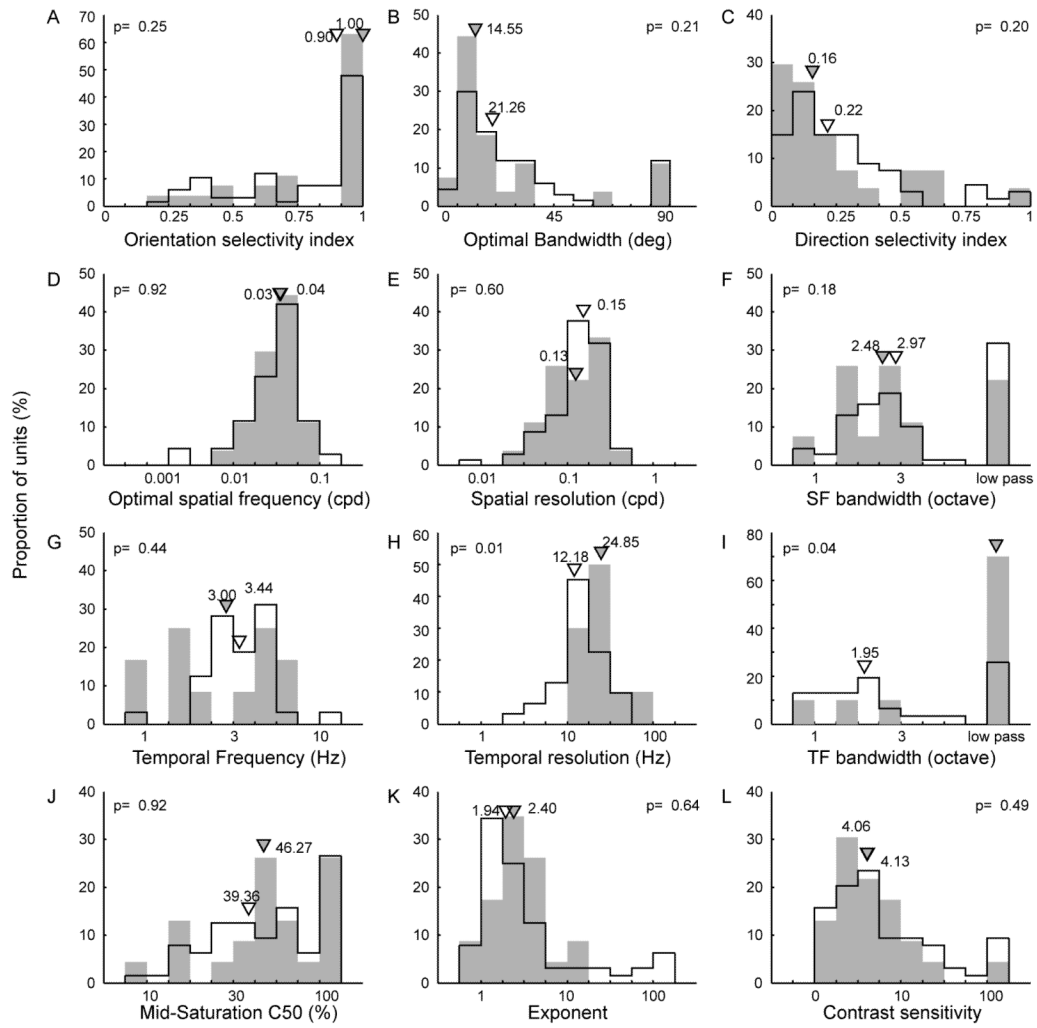 Proportion of units (%)
A
p= 0.25
1.00
0.90
70
60
50
40
30
20
10
0
0 0.25 0.5 0.75 1
Orientation selectivity index
B
p= 0.21
14.55
21.26
50
40
30
20
10
0
0 45 90
Optimal Bandwidth (deg)
C
p= 0.20
0.16
0.22
40
30
20
10
0
0 0.25 0.5 0.75 1
Direction selectivity index
D
p= 0.92
0.03 0.04
50
40
30
20
10
0
0.001 0.01 0.1
Optimal spatial frequency (cpd)
E
p= 0.60
0.15
0.13
50
40
30
20
10
0
0.01 0.1 1
Spatial resolution (cpd)
F
p= 0.18
2.48 2.97
50
40
30
20
10
0
1 3 low pass
SF bandwidth (octave)
G
p= 0.44
3.00 3.44
50
40
30
20
10
0
1 3 10
Temporal Frequency (Hz)
H
p= 0.01
12.18 24.85
60
50
40
30
20
10
0
1 10 100
Temporal resolution (Hz)
I
p= 0.04
1.95
80
60
40
20
0
1 3 low pass
TF bandwidth (octave)
J
p= 0.92
46.27
39.36
40
30
20
10
0
10 30 100
Mid-Saturation C50 (%)
K
p= 0.64
1.94 2.40
40
30
20
10
0
1 10 100
Exponent
L
p= 0.49
4.06
4.13
40
30
20
10
0
0 10 100
Contrast sensitivity